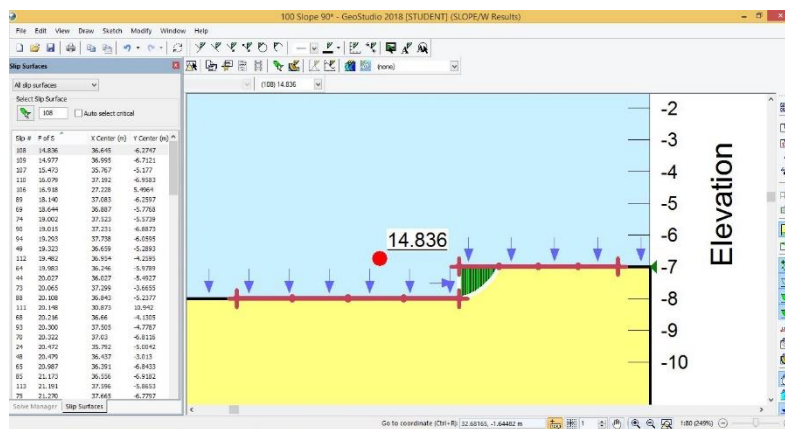 100 Slope 90* - GeoStudio 2018 [STUDENT] (SLOPE/W Results)
File Edit View Draw Sketch Modify Window Help
Slip Surfaces
(none)
All slip surfaces
(108) 14.836
Select Slip Surface
108 Auto select critical
Slip # F of S X Center (m) Y Center (m)
108 14.836 36.645 -6.2747
109 14.977 36.995 -6.7121
107 15.473 35.767 -5.177
110 16.079 37.192 -6.9583
106 16.918 27.228 5.4964
89 18.140 37.083 -6.2597
69 18.644 36.887 -5.7768
74 19.002 37.523 -5.5739
90 19.015 37.231 -6.8873
94 19.293 37.738 -6.0595
49 19.323 36.659 -5.2893
112 19.482 36.954 -4.2595
64 19.983 36.246 -5.9789
44 20.027 36.027 -5.4927
73 20.065 37.299 -3.6655
88 20.108 36.843 -5.2377
111 20.148 30.873 10.942
68 20.216 36.66 -4.1305
93 20.300 37.505 -4.7787
70 20.322 37.03 -6.8116
24 20.472 35.792 -5.0042
48 20.479 36.437 -3.013
65 20.987 36.391 -6.8433
85 21.173 36.556 -6.9182
113 21.191 37.596 -5.8653
75 21.270 37.665 -6.7797
14.836
-2
-3
-4
-5
-6
-7
-8
-9
-10
Elevation
Solve Manager Slip Surfaces
Go to coordinate (Ctrl+R): 32.68165, -1.64482 m 1 1:80 (249%)